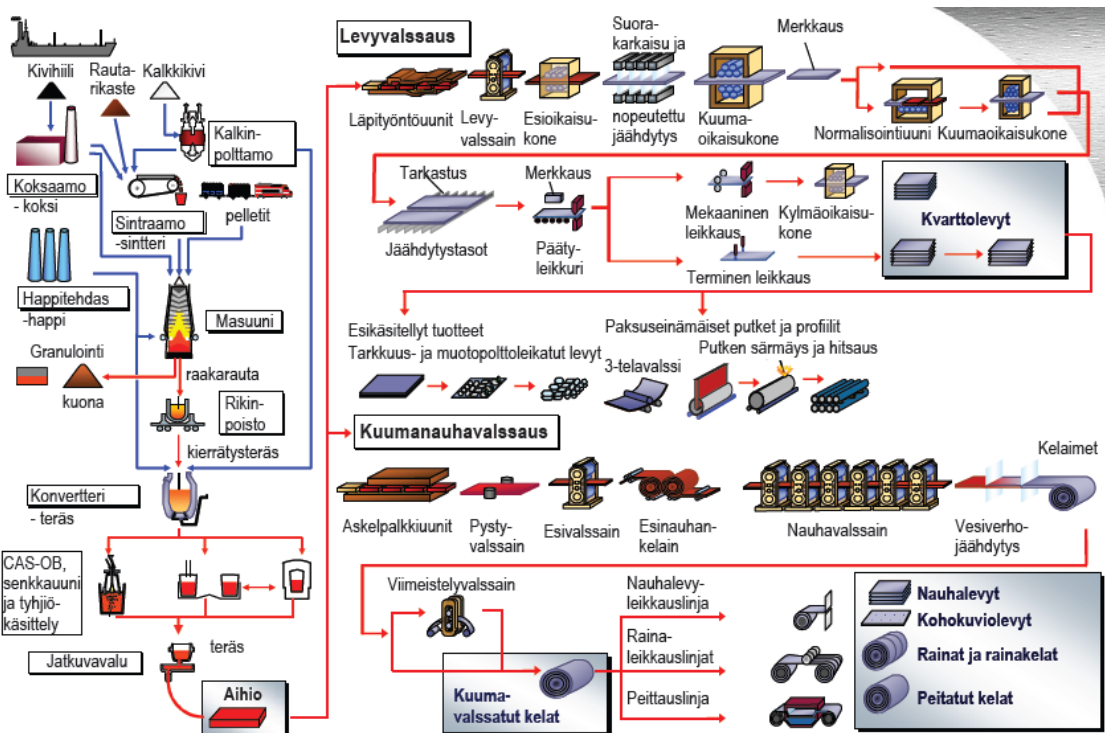 Kivihiili
Rauta-
rikaste
Kalkkikivi
Kalkin-
polttamo
Koksaamo
- koksi
Sintraamo
-sintteri
pelletit
Happitehdas
-happi
Masuuni
Granulointi
kuona
raakarauta
Rikin-
poisto
kierrätysteräs
Konvertteri
- teräs
CAS-OB,
senkkauuni
ja tyhjiö-
käsittely
teräs
Jatkuvavalu
Aihio
Levyvalssaus
Läpityöntöuunit
Levy-
valssain
Esioikaisu-
kone
Suora-
karkaisu ja
nopeutettu
jäähdytys
Kuuma-
oikaisukone
Merkkaus
Normalisointiuuni
Kuumaoikaisukone
Tarkastus
Jäähdytystasot
Merkkaus
Pääty-
leikkuri
Mekaaninen
leikkaus
Kylmäoikaisu-
kone
Terminen leikkaus
Kvarttolevyt
Esikäsitellyt tuotteet
Tarkkuus- ja muotopolttoleikatut levyt
Paksuseinämäiset putket ja profiilit
Putken särmäys ja hitsaus
3-telavalssi
Kuumanauhavalssaus
Askelpalkkiuunit
Pysty-
valssain
Esivalssain
Esinauhan-
kelain
Nauhavalssain
Vesiverho-
jäähdytys
Kelaimet
Viimeistelyvalssain
Kuuma-
valssatut kelat
Nauhalevy-
leikkauslinja
Raina-
leikkauslinjat
Peittauslinja
Nauhalevyt
Kohokuviolevyt
Rainat ja rainakelat
Peitatut kelat